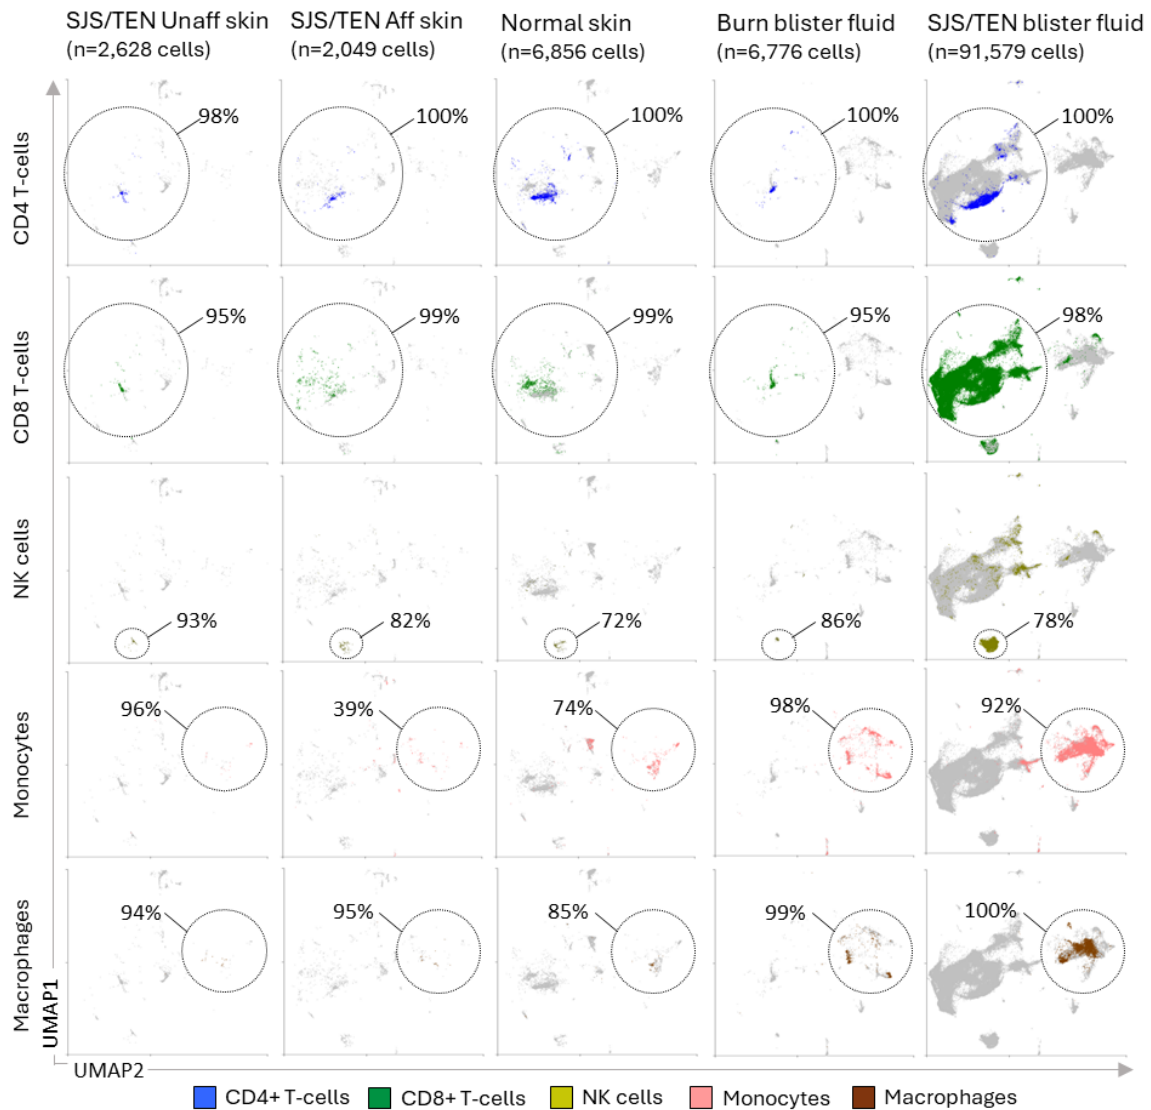 SJS/TEN Unaff skin
(n=2,628 cells)
SJS/TEN Aff skin
(n=2,049 cells)
Normal skin
(n=6,856 cells)
Burn blister fluid
(n=6,776 cells)
SJS/TEN blister fluid
(n=91,579 cells)
CD4 T-cells
98%
100%
100%
100%
100%
CD8 T-cells
95%
99%
99%
95%
98%
NK cells
93%
82%
72%
86%
78%
Monocytes
96%
39%
74%
98%
92%
Macrophages
94%
95%
85%
99%
100%
UMAP1
UMAP2
CD4+ T-cells
CD8+ T-cells
NK cells
Monocytes
Macrophages